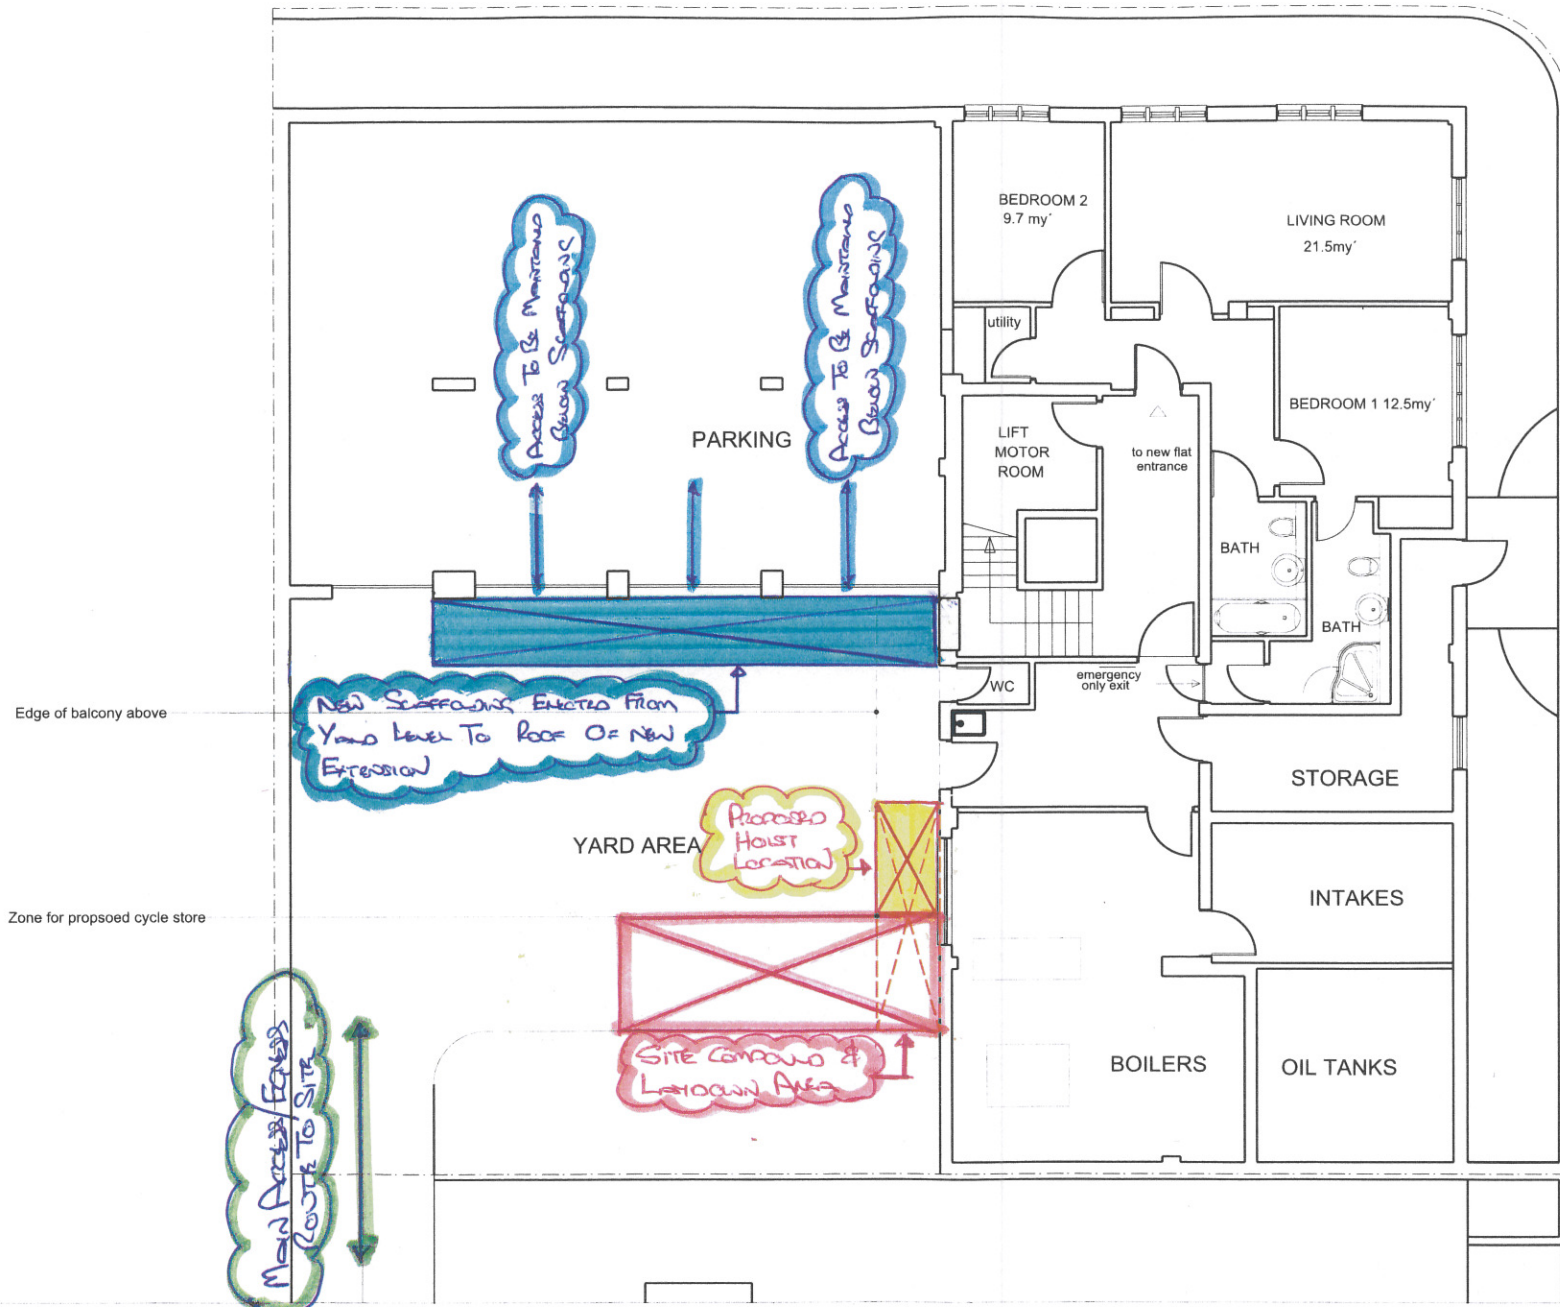 BEDROOM 2
9.7 my´
LIVING ROOM
21.5my´
ACCESS TO BE MAINTAINED
BELOW SCAFFOLDING
ACCESS TO BE MAINTAINED
BELOW SCAFFOLDING
utility
BEDROOM 1 12.5my´
PARKING
LIFT
MOTOR
ROOM
to new flat
entrance
BATH
BATH
WC
emergency
only exit
Edge of balcony above
NEW SCAFFOLDING ERECTED FROM
YARD LEVEL TO ROOF OF NEW
EXTENSION
STORAGE
PROPOSED
HOIST
LOCATION
YARD AREA
INTAKES
Zone for propsoed cycle store
SITE COMPOUND &
LAYDOWN AREA
BOILERS
OIL TANKS
MAIN ACCESS/EGRESS
ROUTE TO SITE